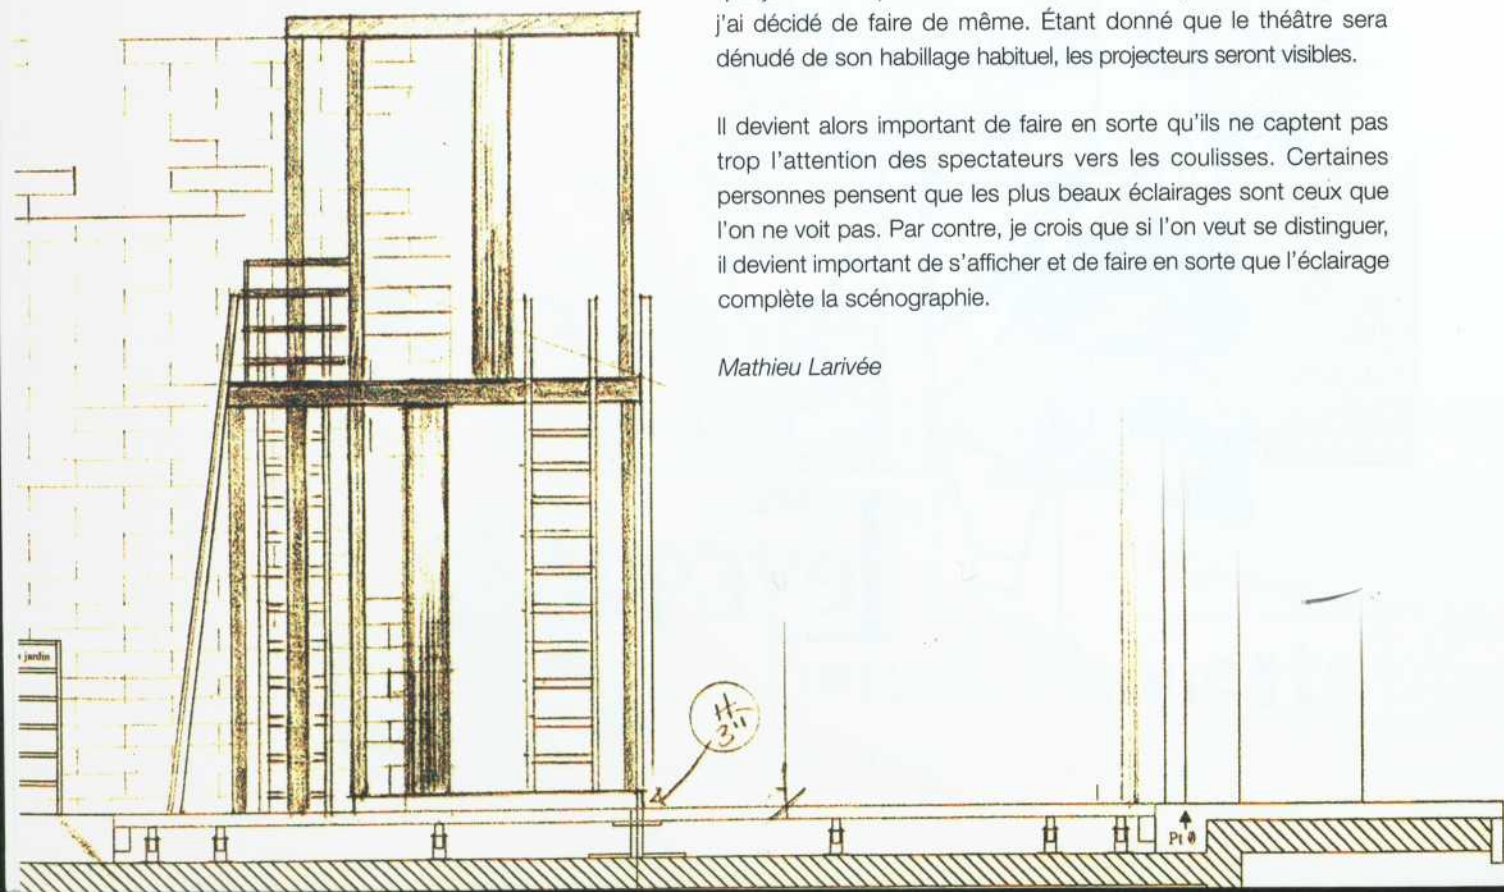 j'ai décidé de faire de même. Étant donné que le théâtre sera
dénudé de son habillage habituel, les projecteurs seront visibles.
Il devient alors important de faire en sorte qu'ils ne captent pas
trop l'attention des spectateurs vers les coulisses. Certaines
personnes pensent que les plus beaux éclairages sont ceux que
l'on ne voit pas. Par contre, je crois que si l'on veut se distinguer,
il devient important de s'afficher et de faire en sorte que l'éclairage
complète la scénographie.
Mathieu Larivée
jardin
H-
3"
Pt 0